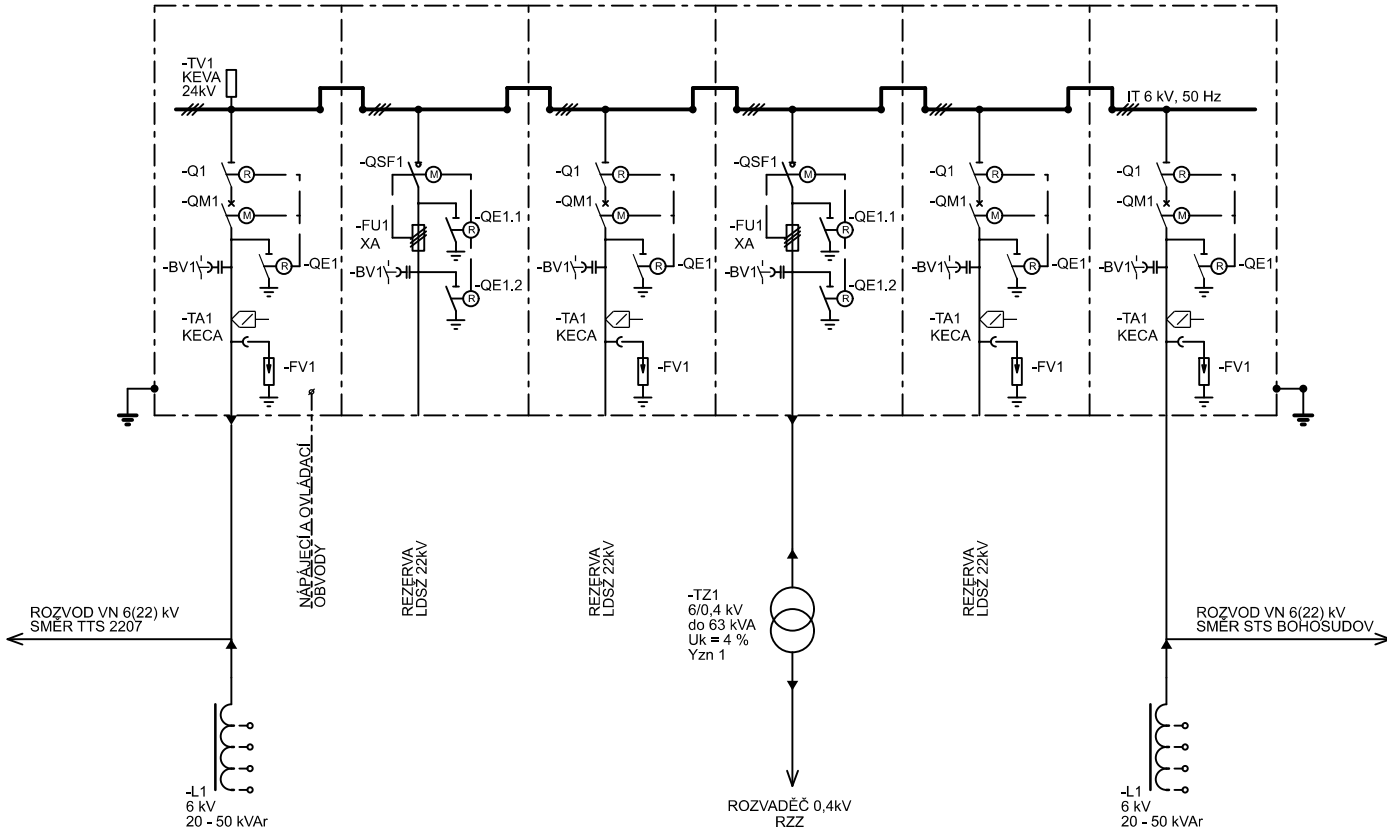 -TV1
KEVA
24kV
IT 6 kV, 50 Hz
-Q1
R
-QM1
M
-BV1
R
-QE1
-TA1
KECA
-FV1
-QSF1
M
-FU1
XA
-QE1.1
R
-BV1
-QE1.2
R
-Q1
R
-QM1
M
-BV1
R
-QE1
-TA1
KECA
-FV1
-QSF1
M
-FU1
XA
-QE1.1
R
-BV1
-QE1.2
R
-Q1
R
-QM1
M
-BV1
R
-QE1
-TA1
KECA
-FV1
-Q1
R
-QM1
M
-BV1
R
-QE1
-TA1
KECA
-FV1
NÁPÁJECÍ A OVLÁDACÍ
OBVODY
REZERVA
LDSŽ 22kV
REZERVA
LDSŽ 22kV
REZERVA
LDSŽ 22kV
ROZVOD VN 6(22) kV
SMĚR TTS 2207
-TZ1
6/0,4 kV
do 63 kVA
Uk = 4 %
Yzn 1
ROZVOD VN 6(22) kV
SMĚR STS BOHOSUDOV
-L1
6 kV
20 - 50 kVAr
ROZVADĚČ 0,4kV
RZZ
-L1
6 kV
20 - 50 kVAr